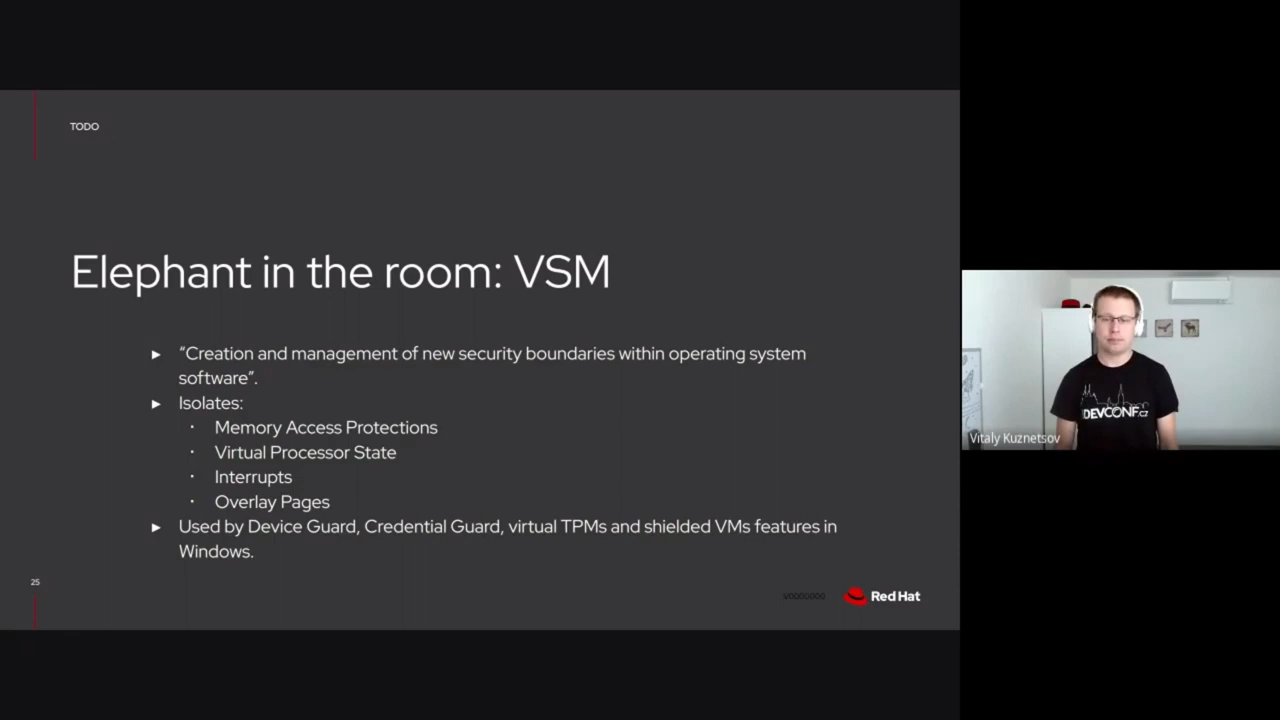 TODO
Elephant in the room: VSM
► “Creation and management of new security boundaries within operating system
software”.
► Isolates:
· Memory Access Protections
· Virtual Processor State
· Interrupts
· Overlay Pages
► Used by Device Guard, Credential Guard, virtual TPMs and shielded VMs features in
Windows.
25
Red Hat
DEVCONF.cz
Vitaly Kuznetsov